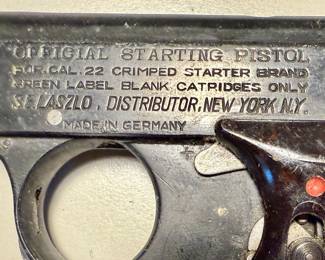 OFFICIAL STARTING PISTOL
FOR CAL .22 CRIMPED STARTER BRAND
GREEN LABEL BLANK CATRIDGES ONLY
S.E. LASZLO, DISTRIBUTOR, NEW YORK N.Y.
MADE IN GERMANY